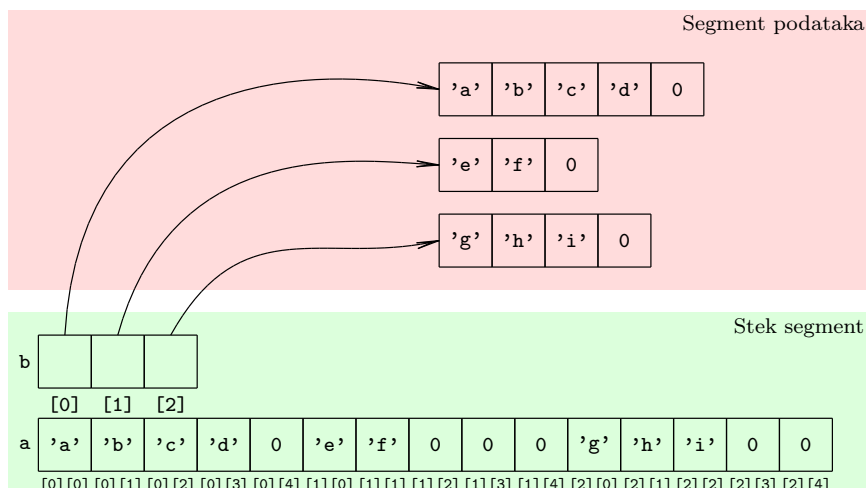 Segment podataka
’a’ ’b’ ’c’ ’d’ 0
’e’ ’f’ 0
’g’ ’h’ ’i’ 0
Stek segment
b
[0] [1] [2]
a ’a’ ’b’ ’c’ ’d’ 0 ’e’ ’f’ 0 0 0 ’g’ ’h’ ’i’ 0 0
[0][0] [0][1] [0][2] [0][3] [0][4] [1][0] [1][1] [1][2] [1][3] [1][4] [2][0] [2][1] [2][2] [2][3] [2][4]